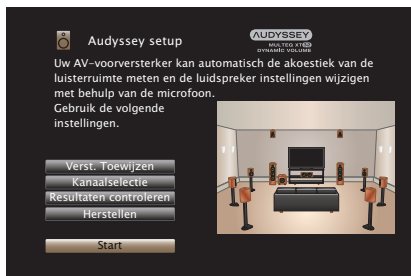 Audyssey setup
AUDYSSEY
MULTEQ XT32
DYNAMIC VOLUME
Uw AV-voorversterker kan automatisch de akoestiek van de
luisterruimte meten en de luidspreker instellingen wijzigen
met behulp van de microfoon.
Gebruik de volgende
instellingen.
Verst. Toewijzen
Kanaalselectie
Resultaten controleren
Herstellen
Start